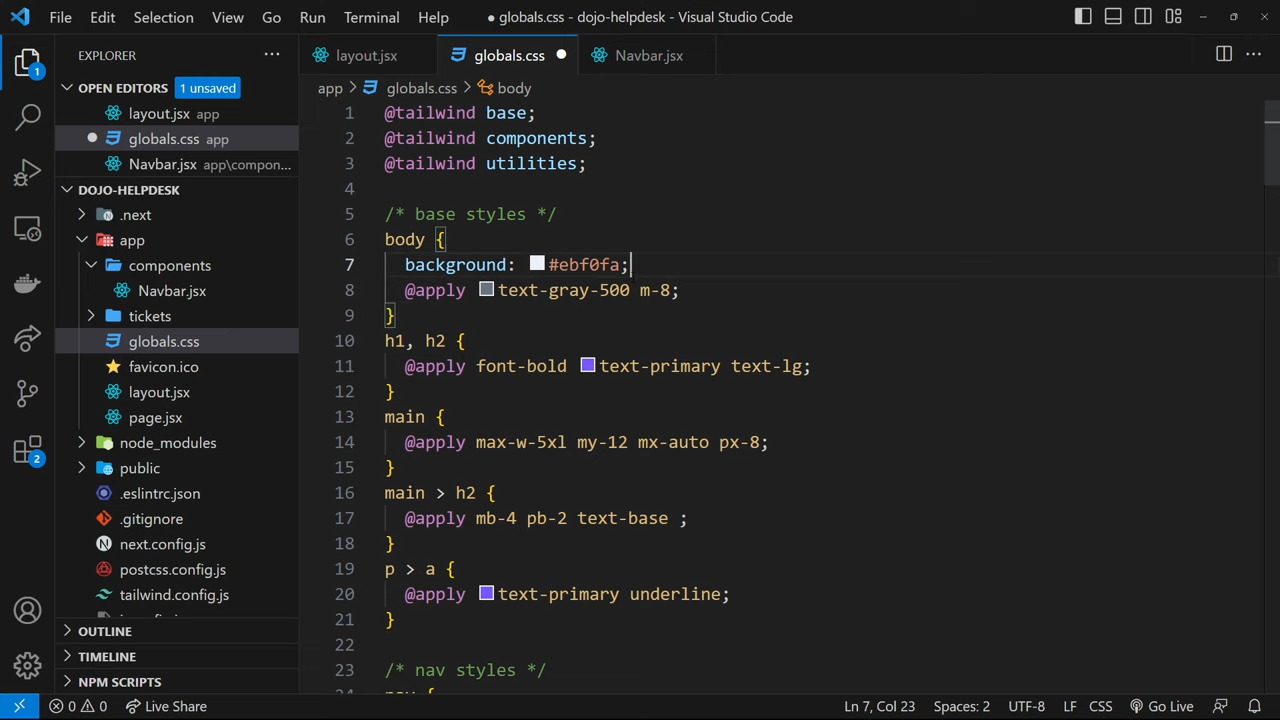 File Edit Selection View Go Run Terminal Help
● globals.css - dojo-helpdesk - Visual Studio Code
EXPLORER
OPEN EDITORS 1 unsaved
layout.jsx app
globals.css app
Navbar.jsx app\compon...
DOJO-HELPDESK
.next
app
components
Navbar.jsx
tickets
globals.css
favicon.ico
layout.jsx
page.jsx
node_modules
public
.eslintrc.json
.gitignore
next.config.js
postcss.config.js
tailwind.config.js
OUTLINE
TIMELINE
NPM SCRIPTS
1
2
layout.jsx globals.css Navbar.jsx
app > globals.css > body
1 @tailwind base;
2 @tailwind components;
3 @tailwind utilities;
4
5 /* base styles */
6 body {
7 background: #ebf0fa;
8 @apply text-gray-500 m-8;
9 }
10 h1, h2 {
11 @apply font-bold text-primary text-lg;
12 }
13 main {
14 @apply max-w-5xl my-12 mx-auto px-8;
15 }
16 main > h2 {
17 @apply mb-4 pb-2 text-base ;
18 }
19 p > a {
20 @apply text-primary underline;
21 }
22
23 /* nav styles */
24 nav {
0 0 Live Share Ln 7, Col 23 Spaces: 2 UTF-8 LF CSS Go Live